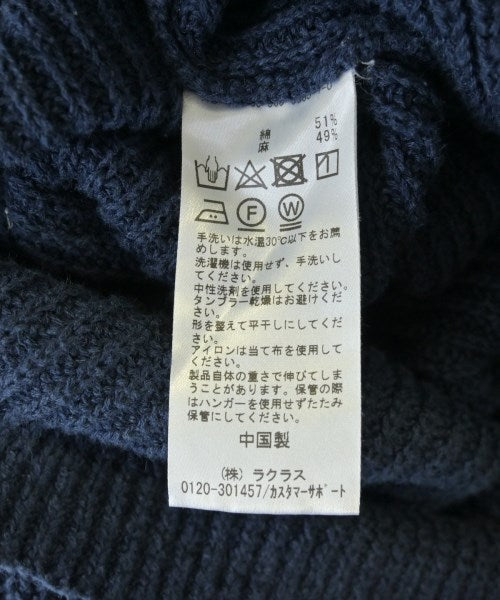 綿 51%
麻 49%
F
W
手洗いは水温30℃以下をお薦
めします。
洗濯機は使用せず、手洗いし
てください。
中性洗剤を使用してください。
タンブラー乾燥はお避けくだ
さい。
形を整えて平干しにしてくだ
さい。
アイロンは当て布を使用して
ください。
製品自体の重さで伸びてしま
うことがあります。保管の際
はハンガーを使用せずたたみ
保管にしてください。
中国製
(株) ラクラス
0120-301457/カスタマーサポート